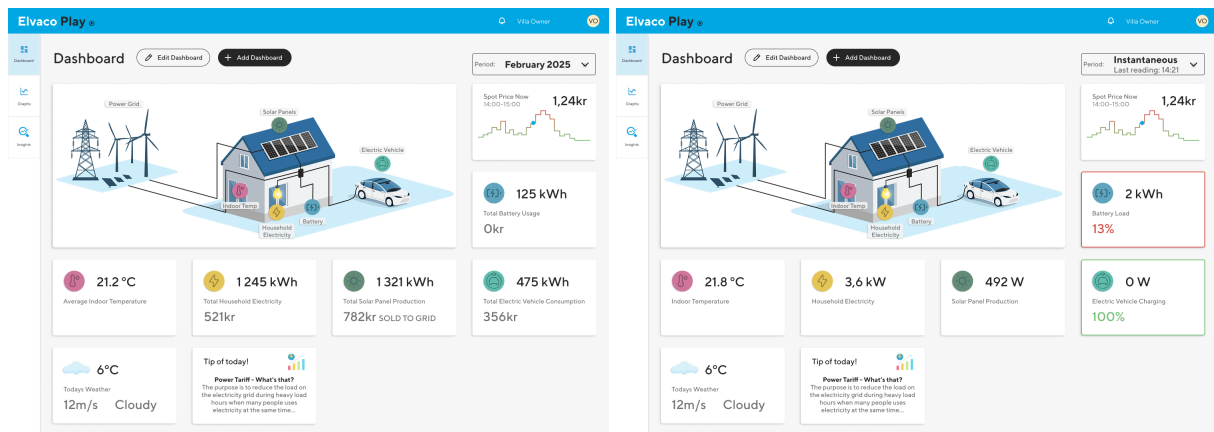 Elvaco Play
Villa Owner
VO
Dashboard
Graphs
Insights
Dashboard
Edit Dashboard
+ Add Dashboard
Period: February 2025
Power Grid
Solar Panels
Electric Vehicle
Indoor Temp
Battery
Household
Electricity
Spot Price Now
14:00-15:00
1,24kr
125 kWh
Total Battery Usage
0kr
21.2 °C
Average Indoor Temperature
1 245 kWh
Total Household Electricity
521kr
1 321 kWh
Total Solar Panel Production
782kr SOLD TO GRID
475 kWh
Total Electric Vehicle Consumption
356kr
6°C
Todays Weather
12m/s Cloudy
Tip of today!
Power Tariff - What's that?
The purpose is to reduce the load on
the electricity grid during heavy load
hours when many people uses
electricity at the same time...
Elvaco Play
Villa Owner
VO
Dashboard
Graphs
Insights
Dashboard
Edit Dashboard
+ Add Dashboard
Period: Instantaneous
Last reading: 14:21
Power Grid
Solar Panels
Electric Vehicle
Indoor Temp
Battery
Household
Electricity
Spot Price Now
14:00-15:00
1,24kr
2 kWh
Battery Load
13%
21.8 °C
Indoor Temperature
3,6 kW
Household Electricity
492 W
Solar Panel Production
0 W
Electric Vehicle Charging
100%
6°C
Todays Weather
12m/s Cloudy
Tip of today!
Power Tariff - What's that?
The purpose is to reduce the load on
the electricity grid during heavy load
hours when many people uses
electricity at the same time...